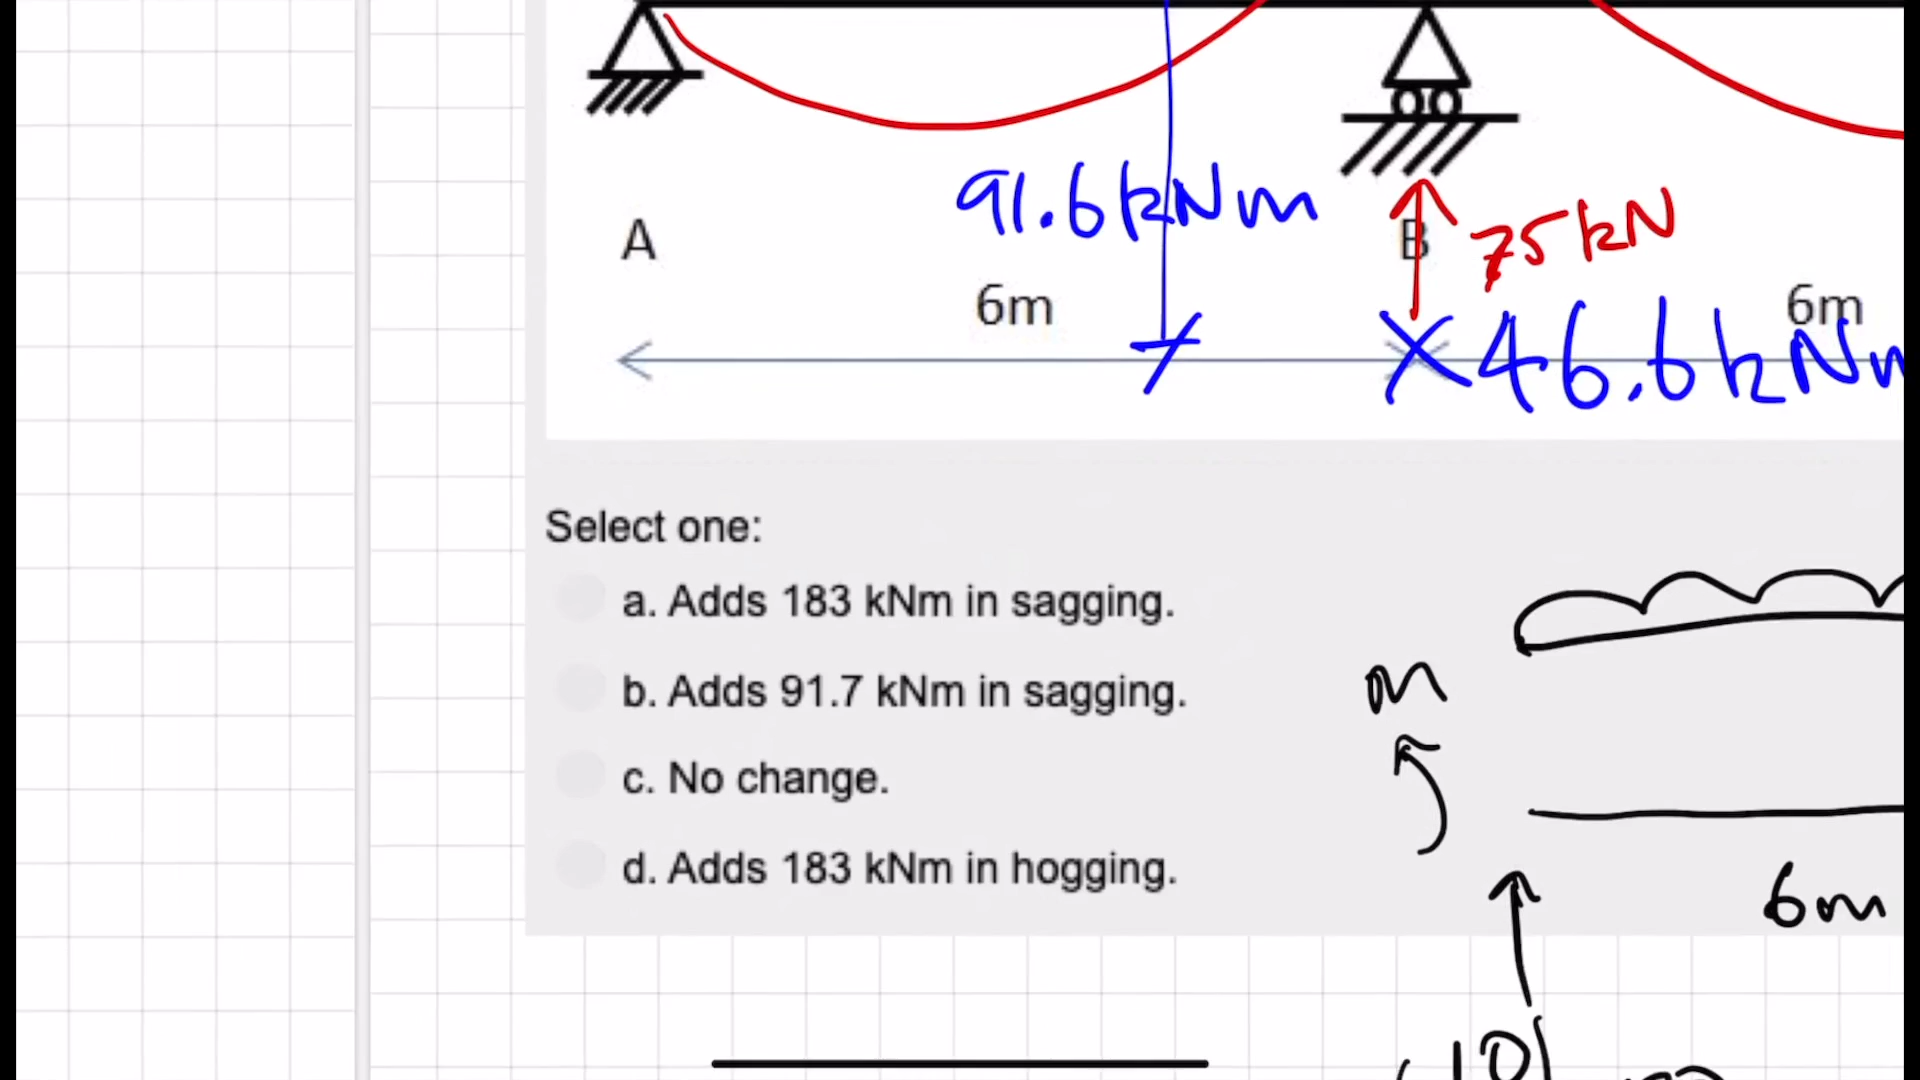 91.6kNm
A
B
75kN
6m
6m
46.6kN
Select one:
a. Adds 183 kNm in sagging.
b. Adds 91.7 kNm in sagging.
m
c. No change.
d. Adds 183 kNm in hogging.
6m